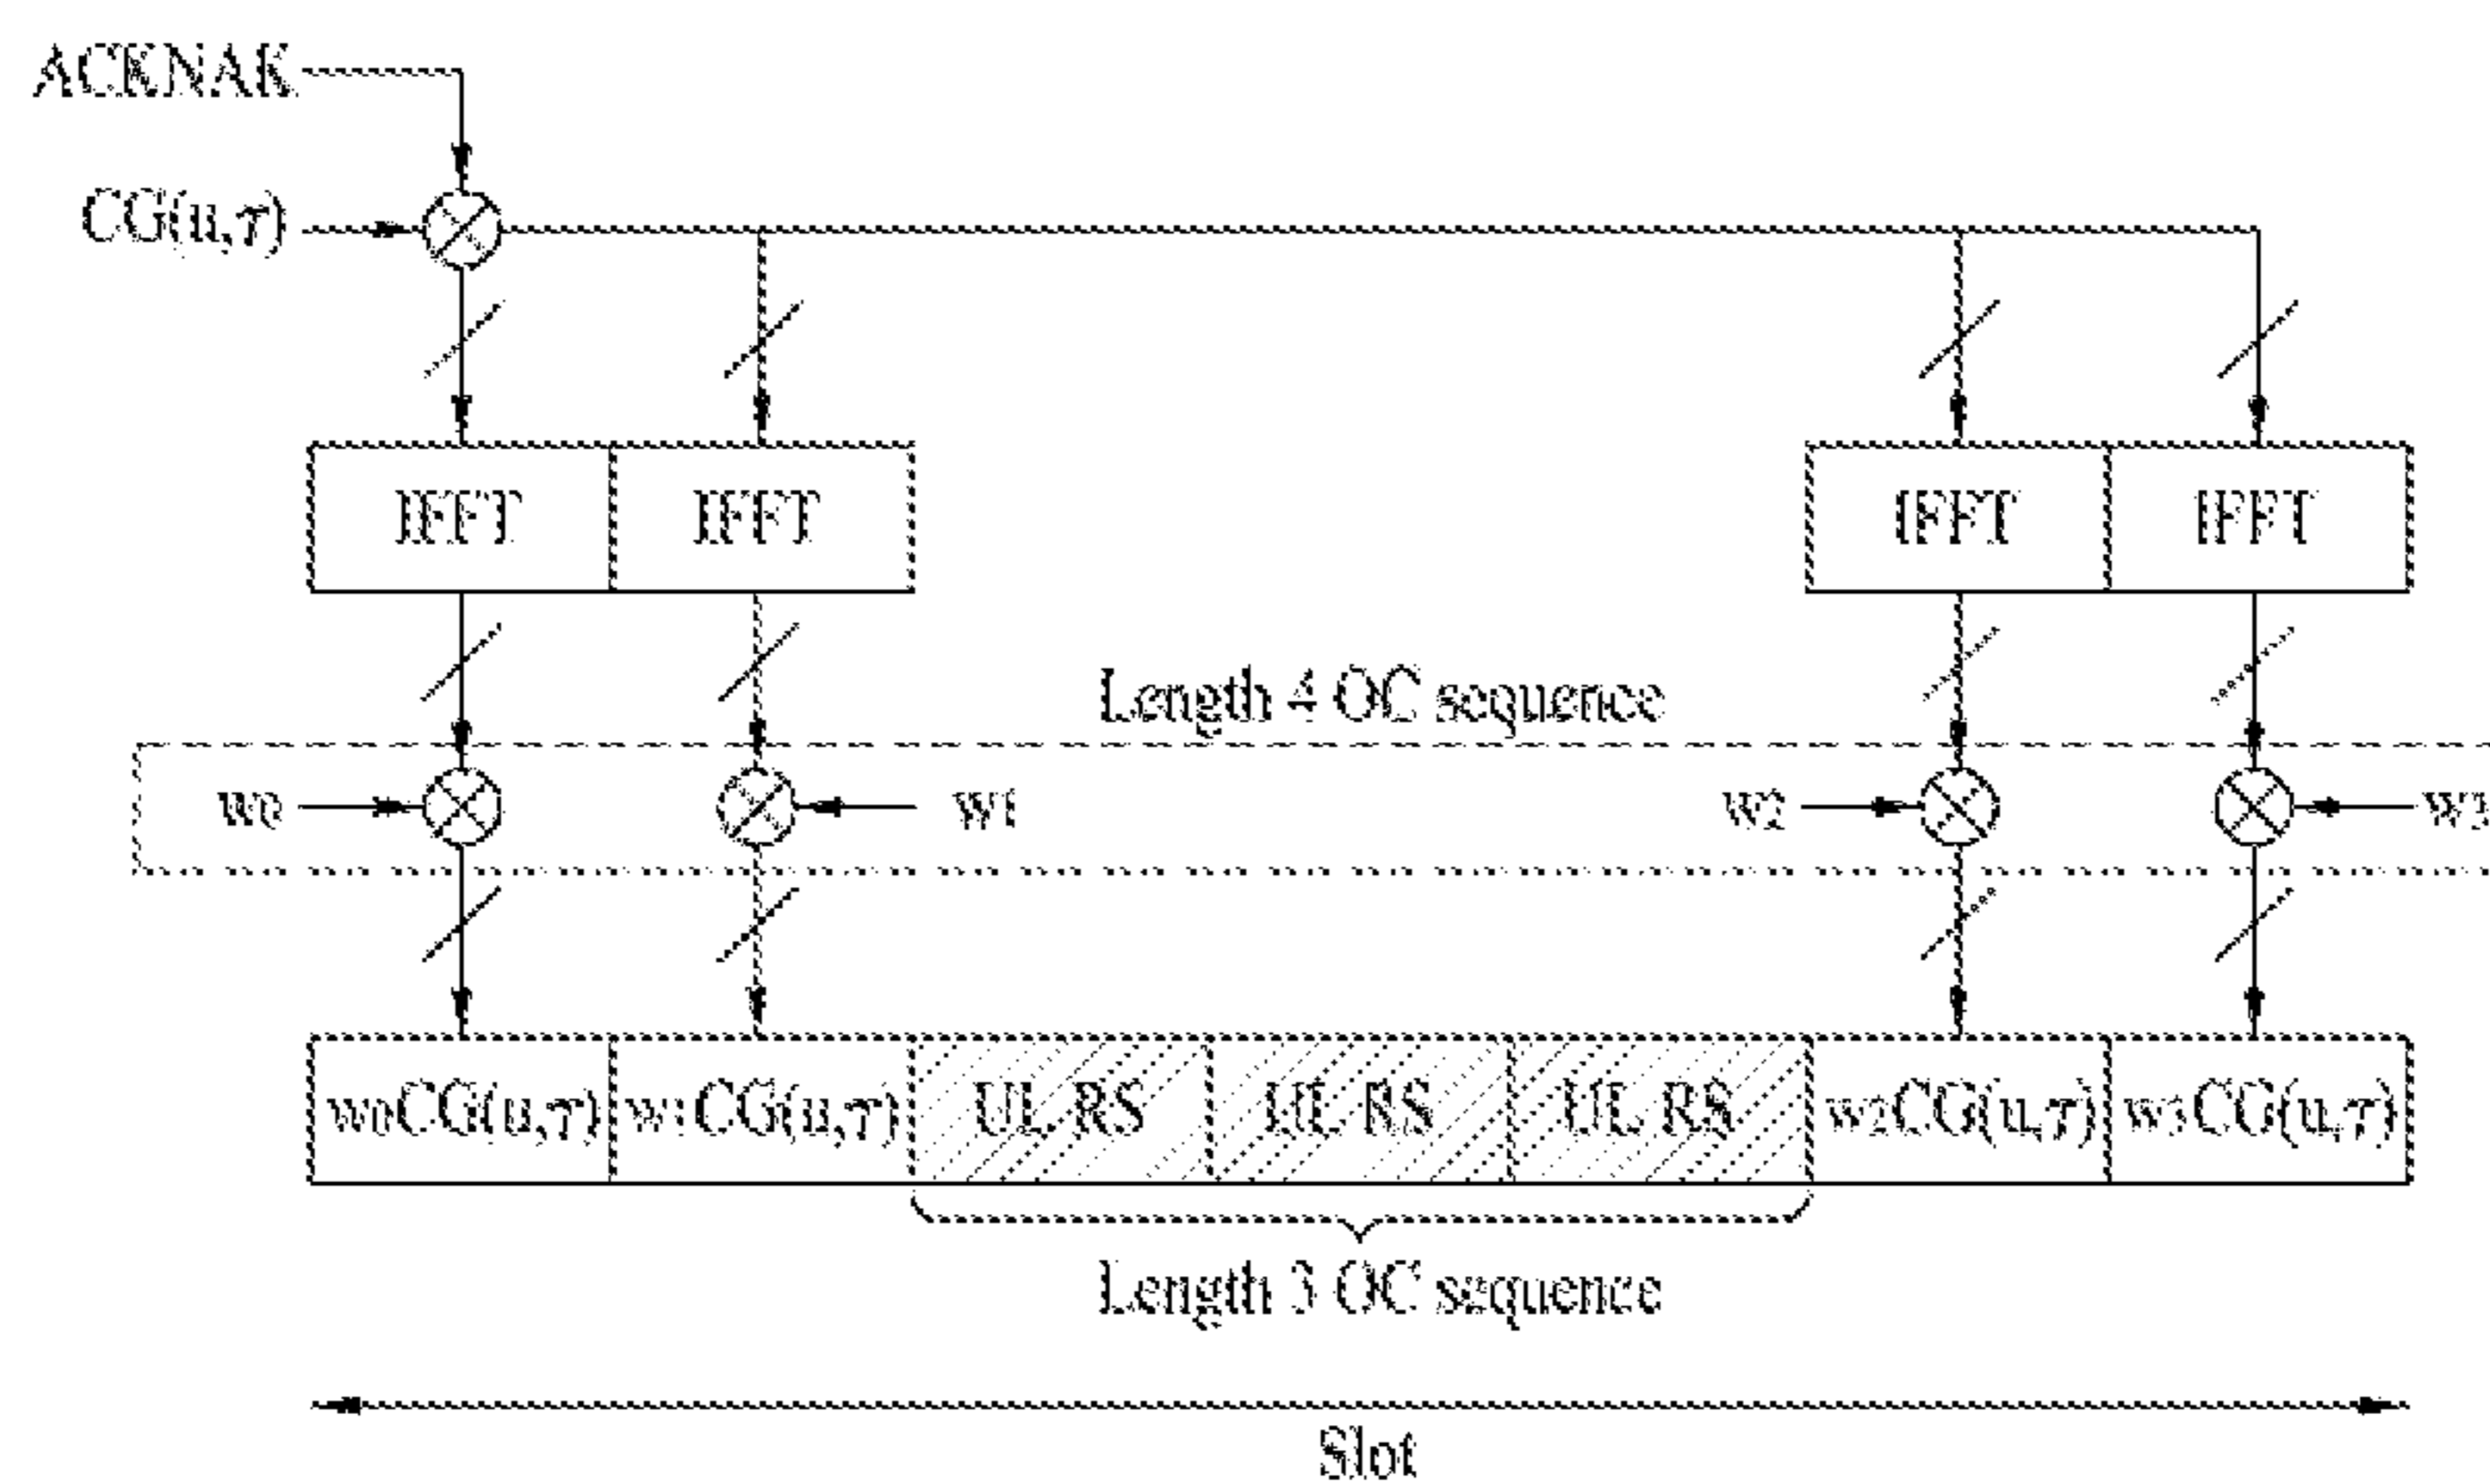 ACKNAK
CG(u,r)
IFFT IFFT IFFT IFFT
Length 4 OC sequence
w0 w1 w2 w3
w0CG(u,r) w1CG(u,r) UL RS UL RS UL RS w2CG(u,r) w3CG(u,r)
Length 3 OC sequence
Slot